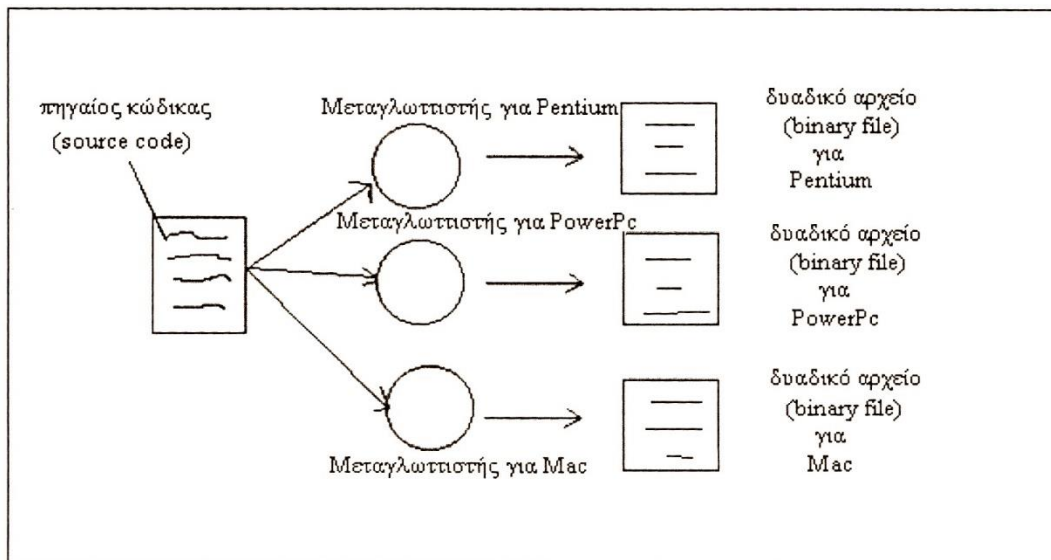 πηγαίος κώδικας
(source code)
Μεταγλωττιστής για Pentium
δυαδικό αρχείο
(binary file)
για
Pentium
Μεταγλωττιστής για PowerPc
δυαδικό αρχείο
(binary file)
για
PowerPc
Μεταγλωττιστής για Mac
δυαδικό αρχείο
(binary file)
για
Mac